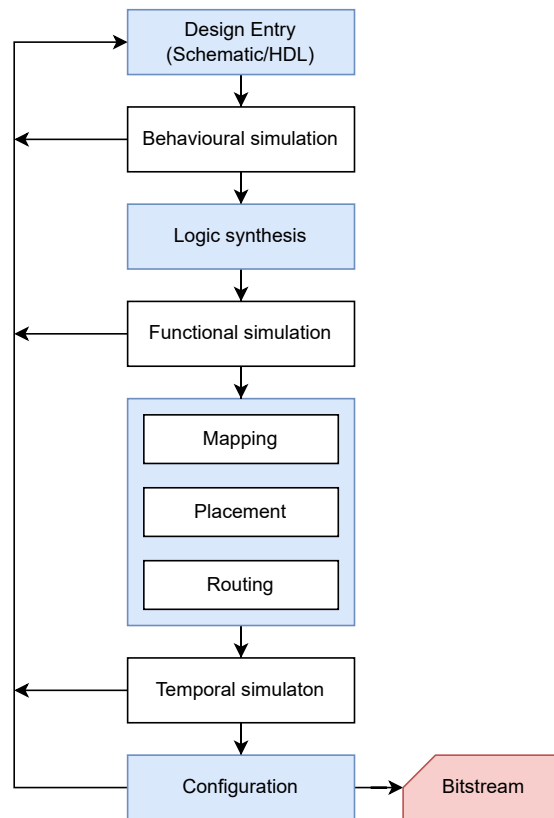 Design Entry
(Schematic/HDL)
Behavioural simulation
Logic synthesis
Functional simulation
Mapping
Placement
Routing
Temporal simulaton
Configuration
Bitstream